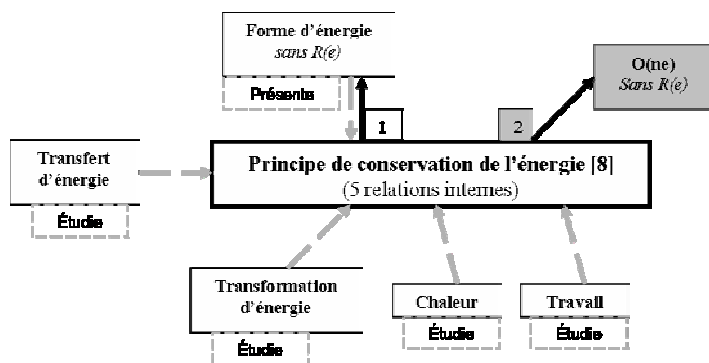 Forme d'énergie
sans R(e)
Présente
O(ne)
Sans R(e)
1
2
Transfert
d'énergie
Étudie
Principe de conservation de l'énergie [8]
(5 relations internes)
Transformation
d'énergie
Étudie
Chaleur
Étudie
Travail
Étudie